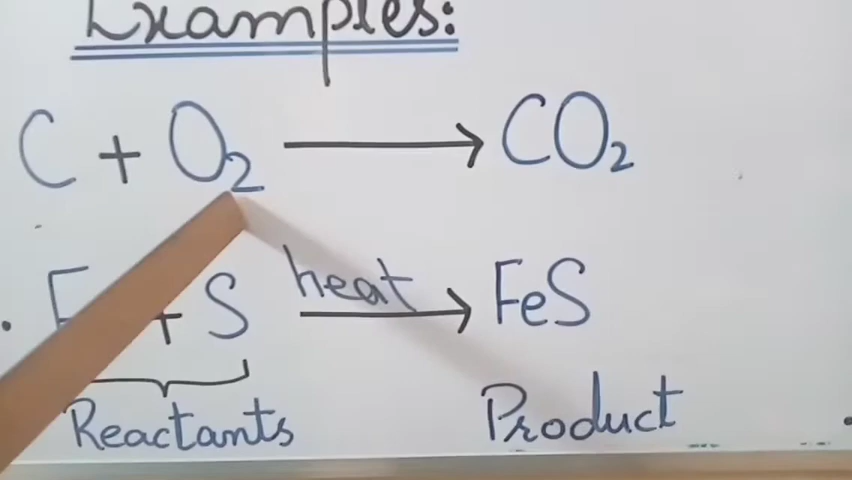 Examples:
C + O₂ → CO₂
+ S heat → FeS
Reactants Product